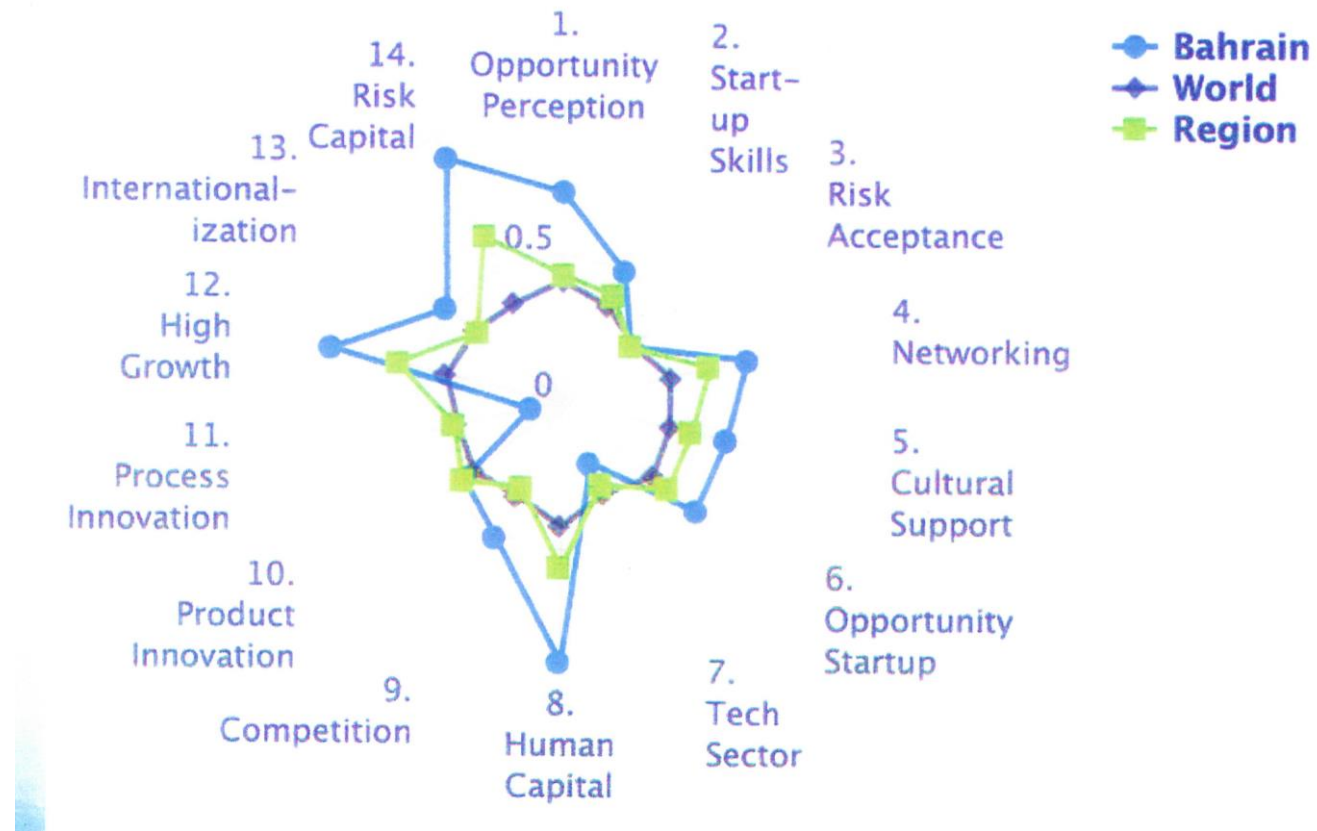 1.
Opportunity
Perception
2.
Start-
up
Skills
3.
Risk
Acceptance
4.
Networking
5.
Cultural
Support
6.
Opportunity
Startup
7.
Tech
Sector
8.
Human
Capital
9.
Competition
10.
Product
Innovation
11.
Process
Innovation
12.
High
Growth
13.
International-
ization
14.
Risk
Capital
0.5
0
Bahrain
World
Region